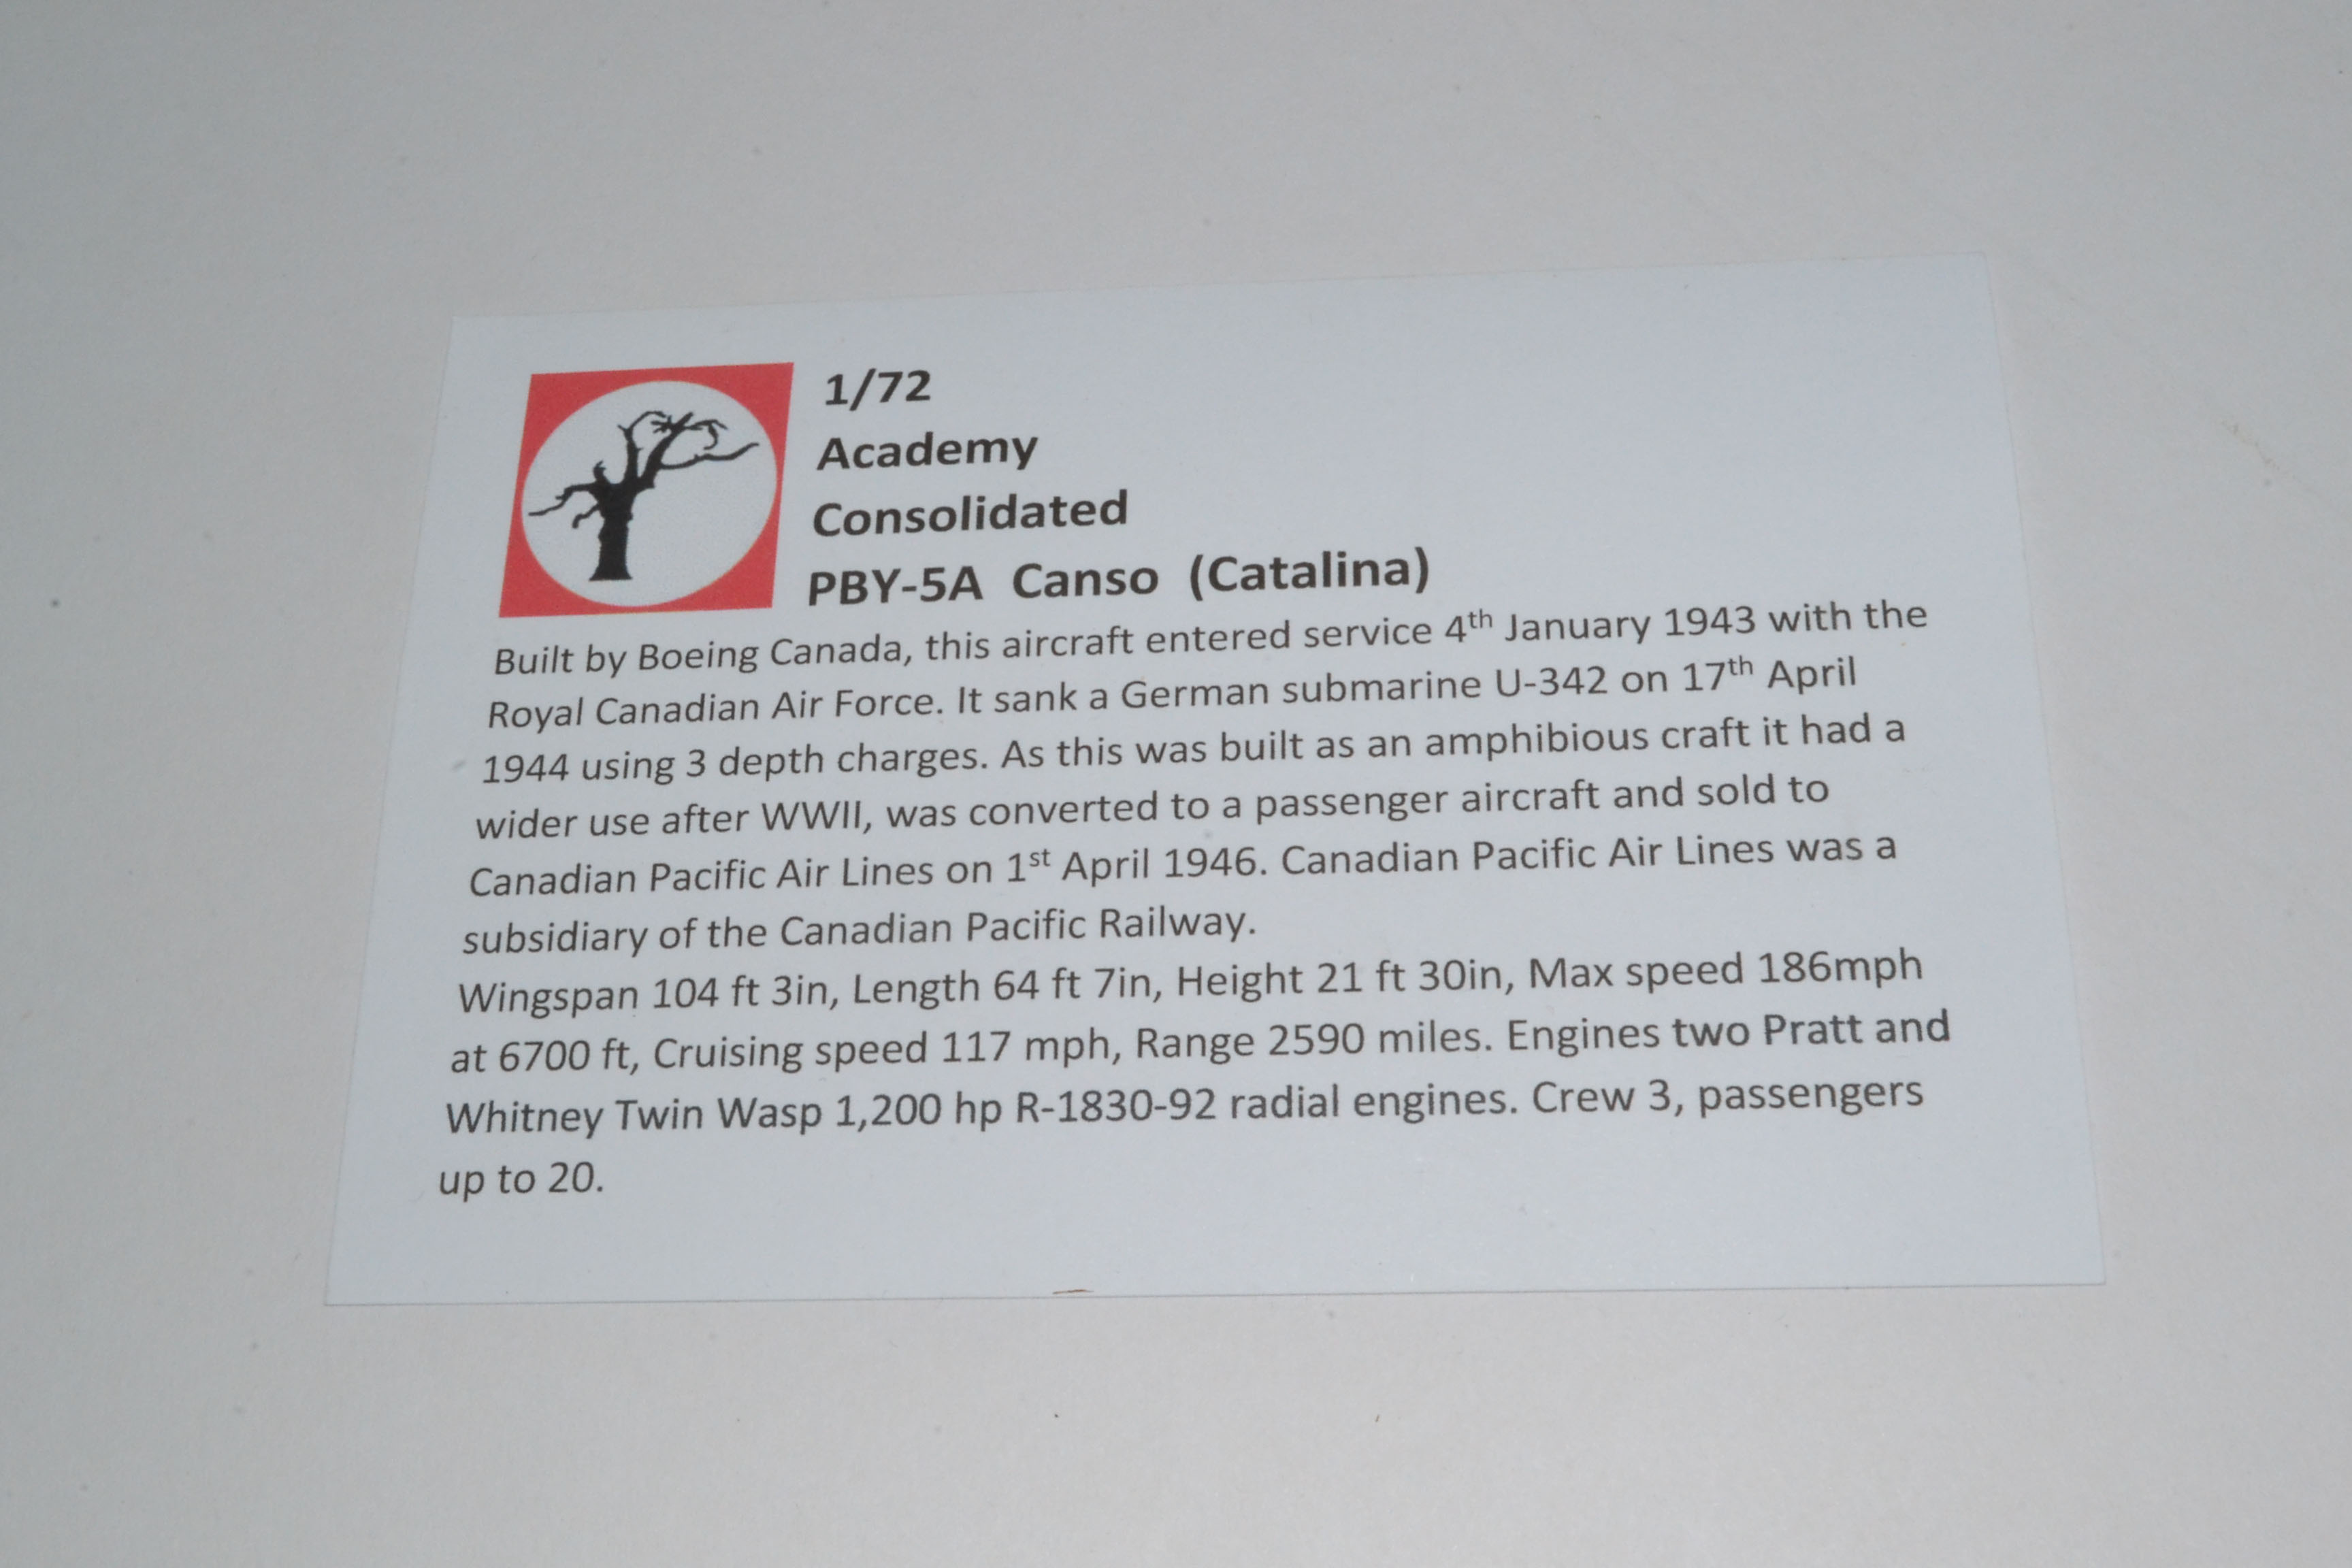 1/72
Academy
Consolidated
PBY-5A Canso (Catalina)
Built by Boeing Canada, this aircraft entered service 4th January 1943 with the
Royal Canadian Air Force. It sank a German submarine U-342 on 17th April
1944 using 3 depth charges. As this was built as an amphibious craft it had a
wider use after WWII, was converted to a passenger aircraft and sold to
Canadian Pacific Air Lines on 1st April 1946. Canadian Pacific Air Lines was a
subsidiary of the Canadian Pacific Railway.
Wingspan 104 ft 3in, Length 64 ft 7in, Height 21 ft 30in, Max speed 186mph
at 6700 ft, Cruising speed 117 mph, Range 2590 miles. Engines two Pratt and
Whitney Twin Wasp 1,200 hp R-1830-92 radial engines. Crew 3, passengers
up to 20.